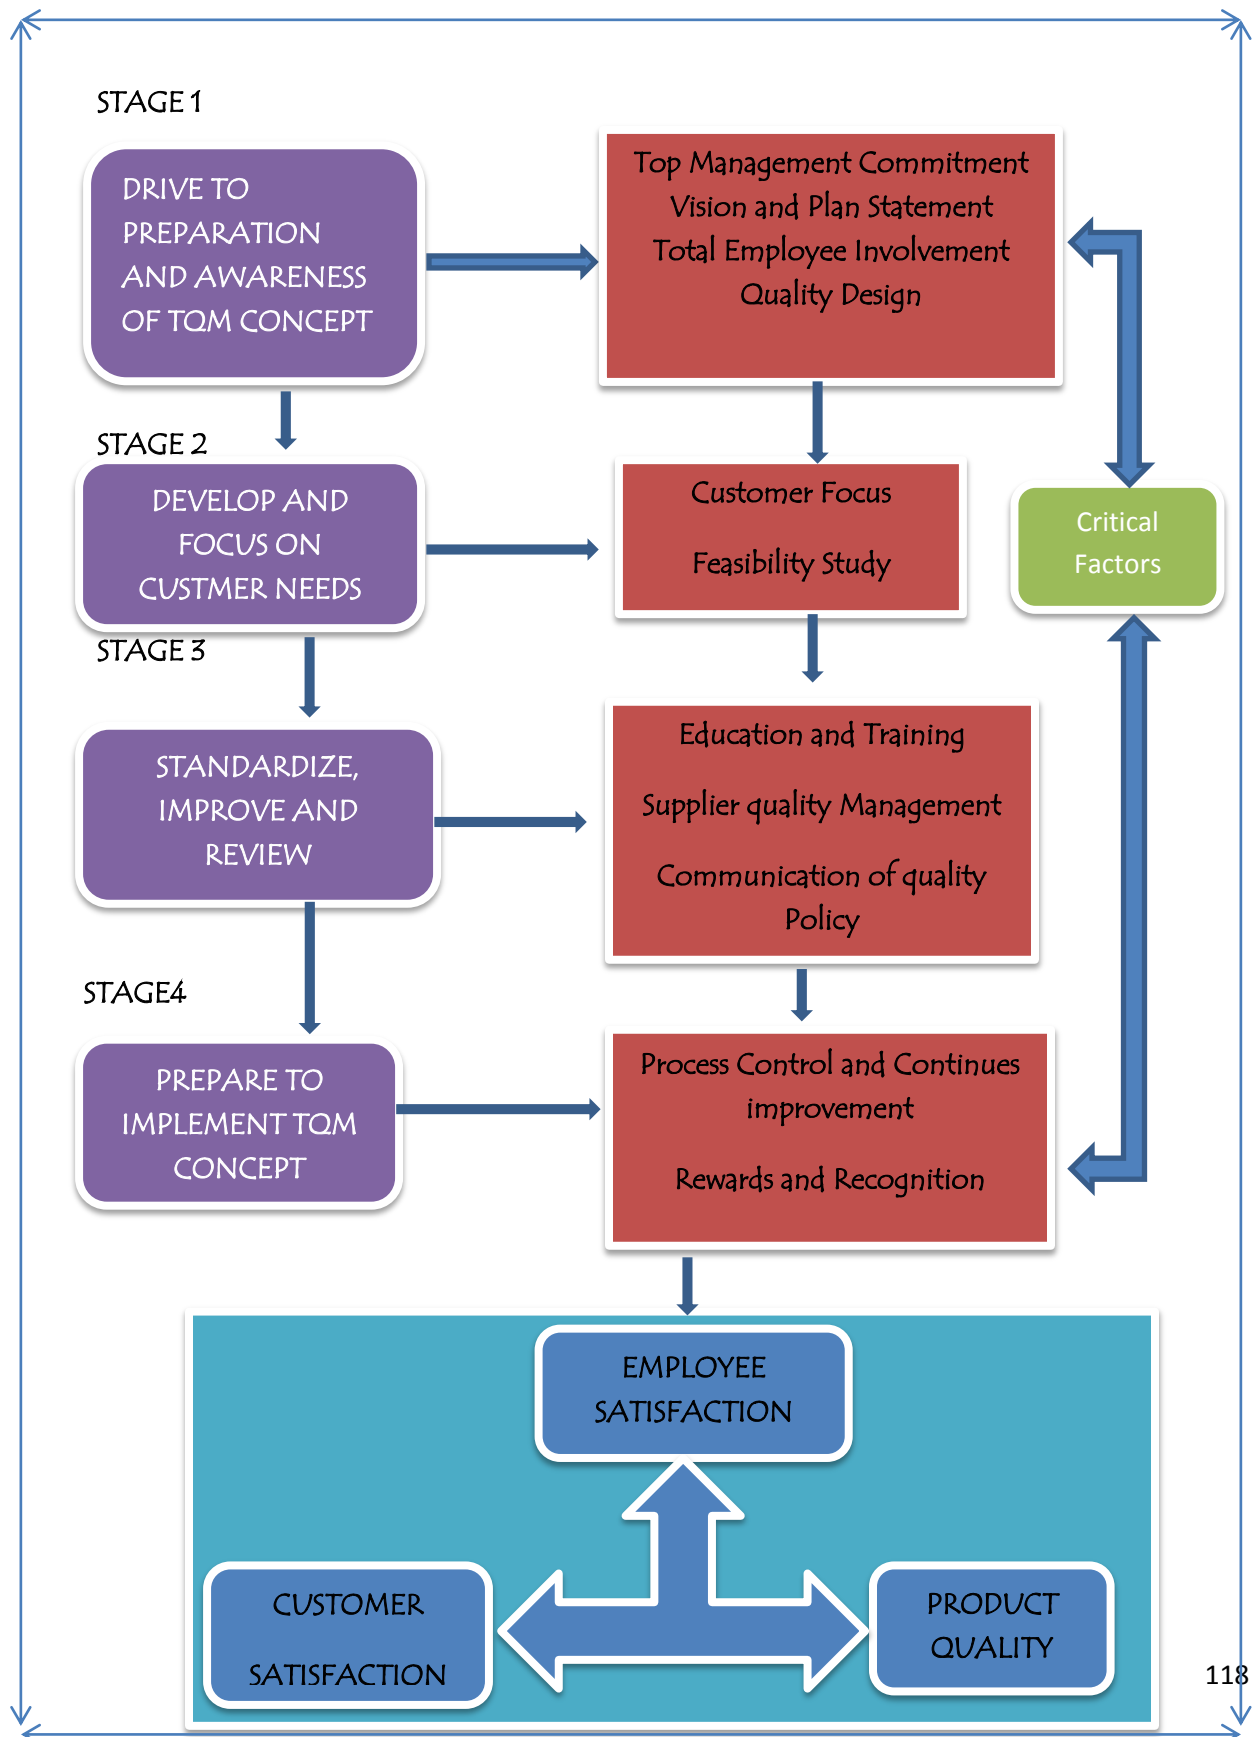 STAGE 1
DRIVE TO
PREPARATION
AND AWARENESS
OF TQM CONCEPT
Top Management Commitment
Vision and Plan Statement
Total Employee Involvement
Quality Design
STAGE 2
DEVELOP AND
FOCUS ON
CUSTMER NEEDS
Customer Focus
Feasibility Study
Critical
Factors
STAGE 3
STANDARDIZE,
IMPROVE AND
REVIEW
Education and Training
Supplier quality Management
Communication of quality
Policy
STAGE4
PREPARE TO
IMPLEMENT TQM
CONCEPT
Process Control and Continues
improvement
Rewards and Recognition
EMPLOYEE
SATISFACTION
CUSTOMER
SATISFACTION
PRODUCT
QUALITY
118